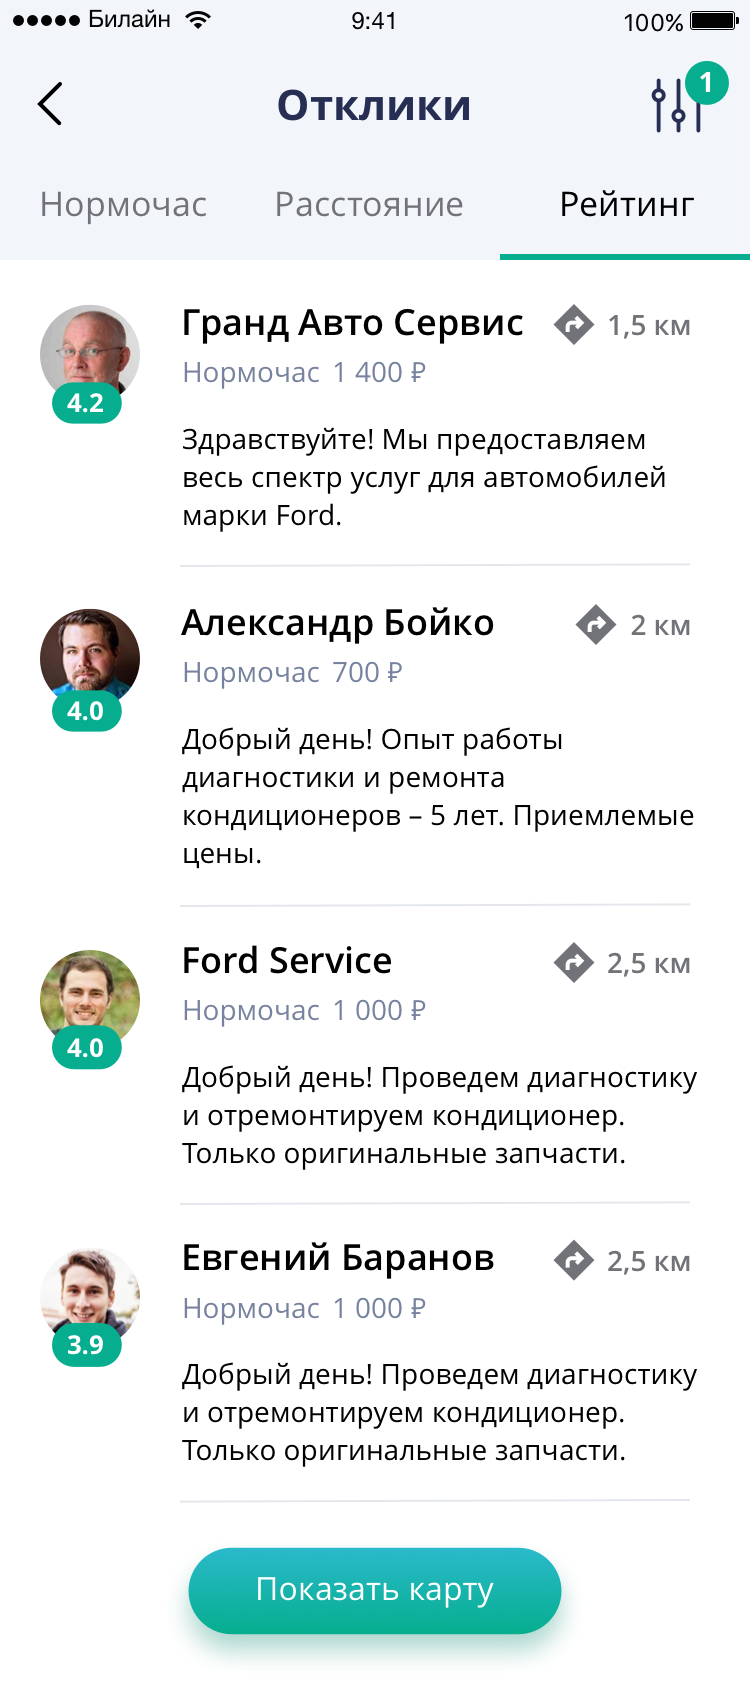 Билайн 9:41 100%
Отклики 1
Нормочас Расстояние Рейтинг
Гранд Авто Сервис 1,5 км
Нормочас 1 400 ₽
4.2
Здравствуйте! Мы предоставляем
весь спектр услуг для автомобилей
марки Ford.
Александр Бойко 2 км
Нормочас 700 ₽
4.0
Добрый день! Опыт работы
диагностики и ремонта
кондиционеров – 5 лет. Приемлемые
цены.
Ford Service 2,5 км
Нормочас 1 000 ₽
4.0
Добрый день! Проведем диагностику
и отремонтируем кондиционер.
Только оригинальные запчасти.
Евгений Баранов 2,5 км
Нормочас 1 000 ₽
3.9
Добрый день! Проведем диагностику
и отремонтируем кондиционер.
Только оригинальные запчасти.
Показать карту